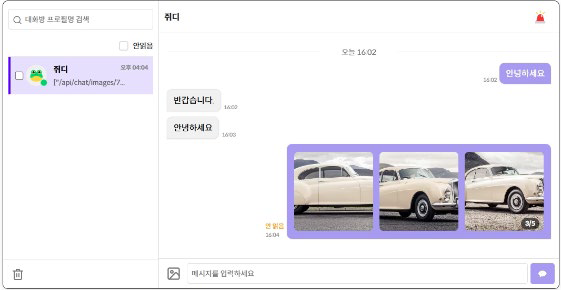 대화방 프로필명 검색
안읽음
쥐디
오후 04:04
["/api/chat/images/7...
쥐디
오늘 16:02
안녕하세요
16:02
반갑습니다.
16:02
안녕하세요
16:03
안 읽음
16:04
3/5
메시지를 입력하세요